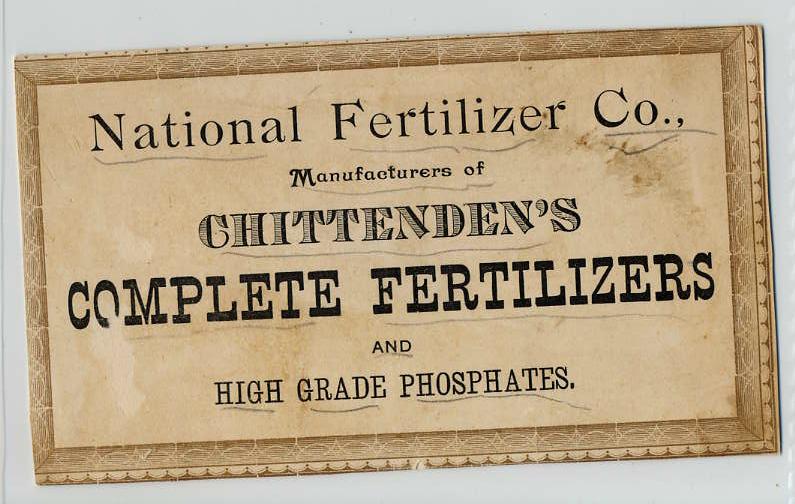 National Fertilizer Co.,
Manufacturers of
CHITTENDEN'S
COMPLETE FERTILIZERS
AND
HIGH GRADE PHOSPHATES.